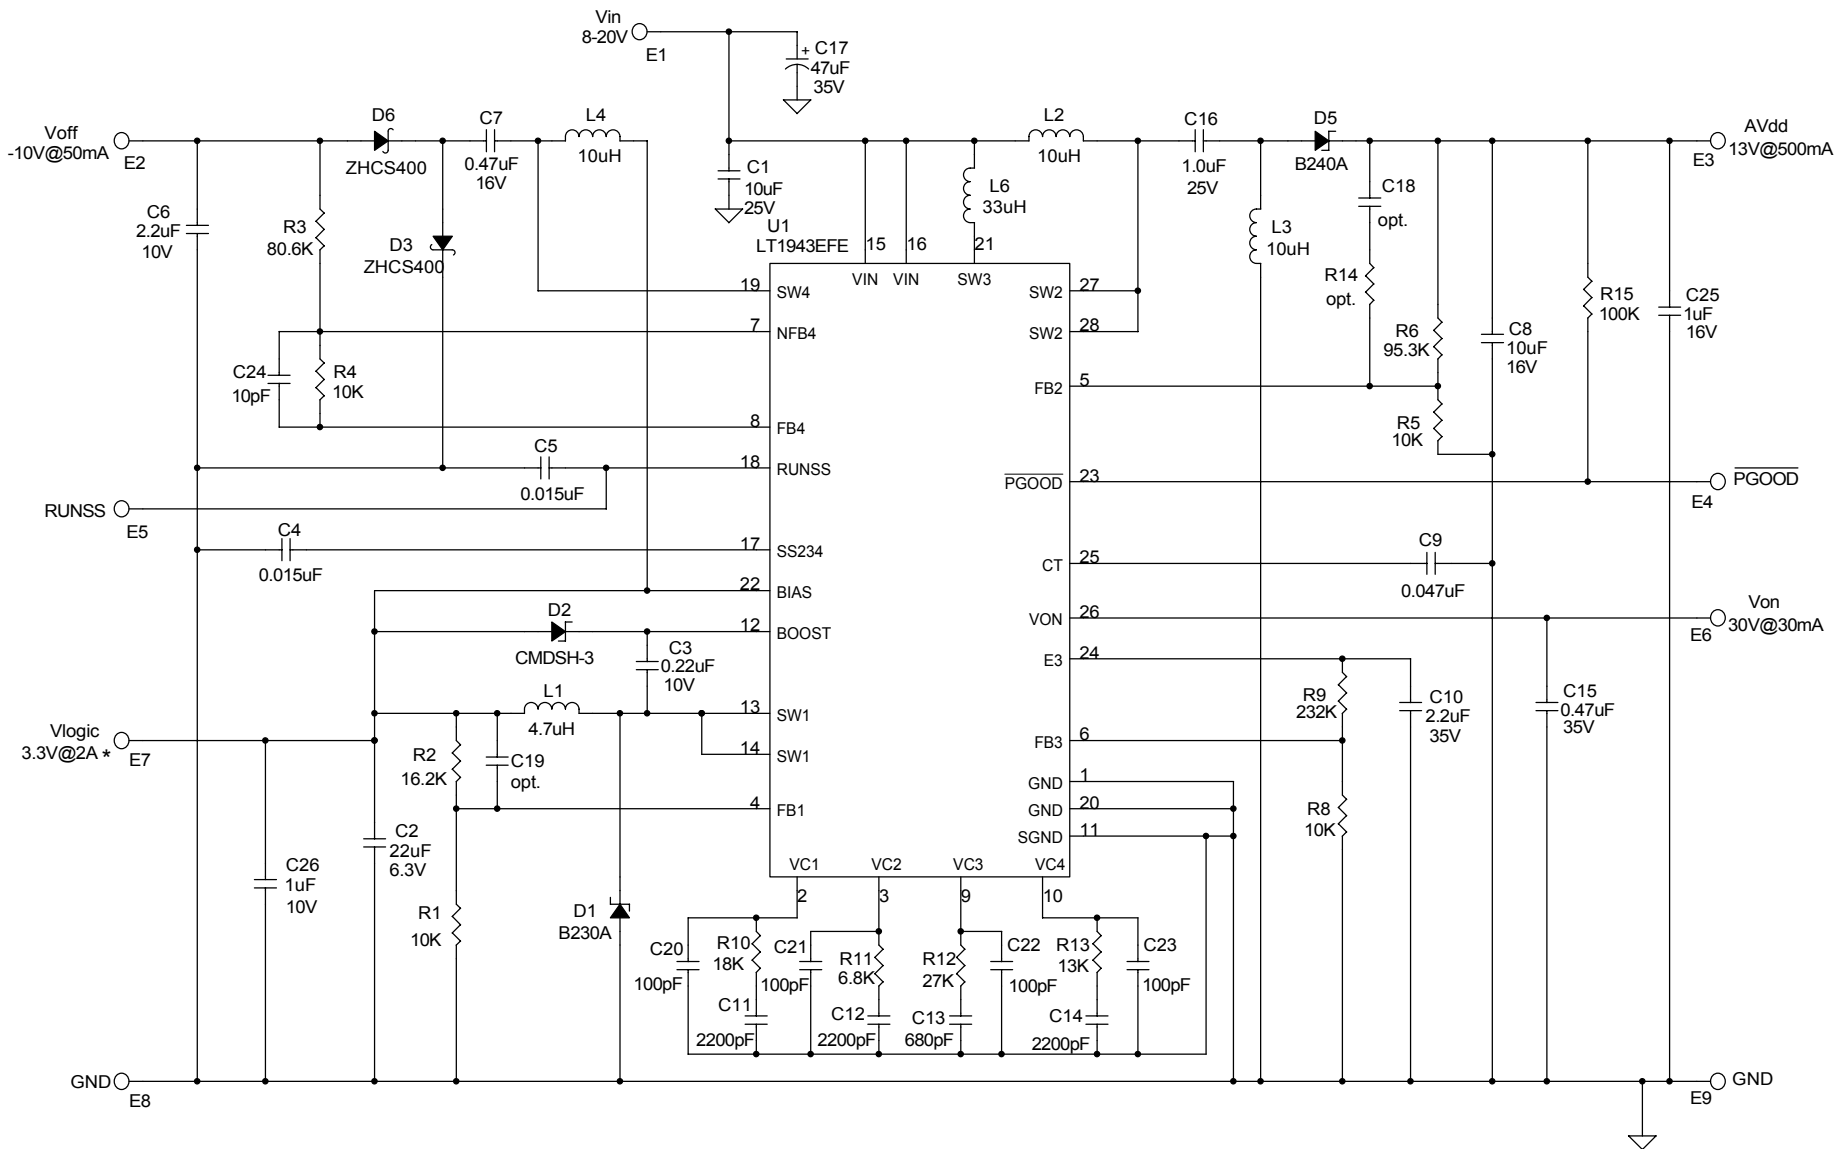 Vin
8-20V
E1
+ C17
47uF
35V
Voff
-10V@50mA
E2
D6
ZHCS400
C7
0.47uF
16V
L4
10uH
C1
10uF
25V
L2
10uH
L6
33uH
C16
1.0uF
25V
D5
B240A
AVdd
13V@500mA
E3
C6
2.2uF
10V
R3
80.6K
D3
ZHCS400
C18
opt.
L3
10uH
R14
opt.
R6
95.3K
C8
10uF
16V
R15
100K
C25
1uF
16V
U1
LT1943EFE
15
16
21
VIN
VIN
SW3
19
SW4
27
SW2
7
NFB4
28
SW2
C24
10pF
R4
10K
5
FB2
R5
10K
8
FB4
C5
0.015uF
18
RUNSS
23
PGOOD
PGOOD
E4
RUNSS
E5
C4
0.015uF
17
SS234
25
CT
C9
0.047uF
22
BIAS
D2
CMDSH-3
12
BOOST
26
VON
Von
30V@30mA
E6
C3
0.22uF
10V
24
E3
R9
232K
C10
2.2uF
35V
C15
0.47uF
35V
L1
4.7uH
13
SW1
14
SW1
Vlogic
3.3V@2A *
E7
R2
16.2K
C19
opt.
6
FB3
1
GND
20
GND
11
SGND
R8
10K
4
FB1
C2
22uF
6.3V
C26
1uF
10V
R1
10K
D1
B230A
VC1
VC2
VC3
VC4
2
3
9
10
C20
100pF
R10
18K
C21
100pF
R11
6.8K
R12
27K
C22
100pF
R13
13K
C23
100pF
C11
2200pF
C12
2200pF
C13
680pF
C14
2200pF
GND
E8
GND
E9